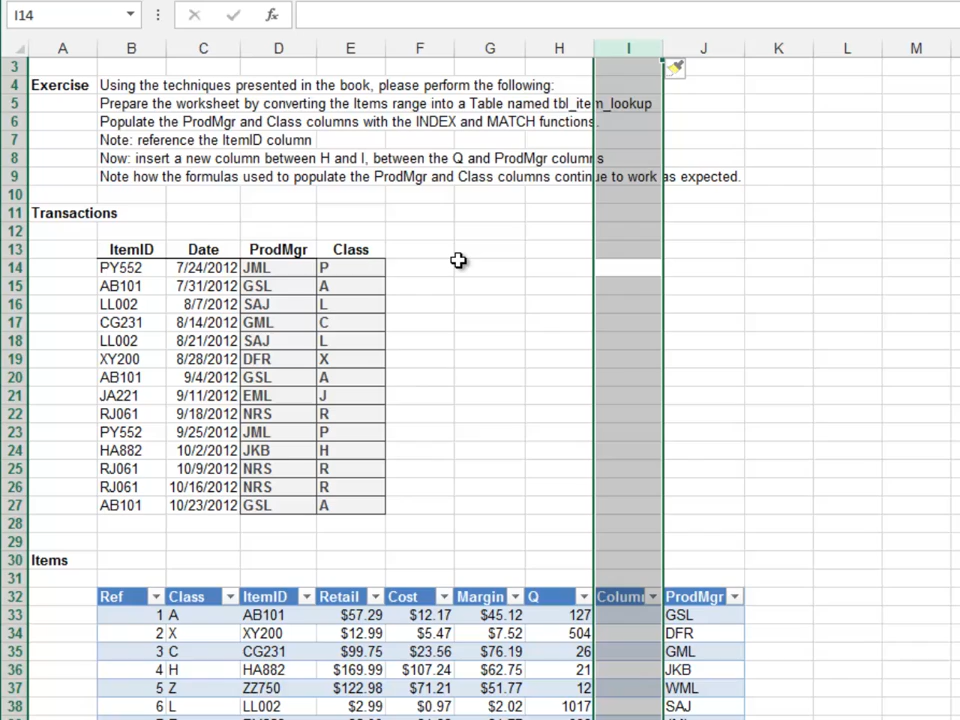 I14 fx
A B C D E F G H I J K L M
3
4 Exercise Using the techniques presented in the book, please perform the following:
5 Prepare the worksheet by converting the Items range into a Table named tbl_item_lookup
6 Populate the ProdMgr and Class columns with the INDEX and MATCH functions.
7 Note: reference the ItemID column
8 Now: insert a new column between H and I, between the Q and ProdMgr columns
9 Note how the formulas used to populate the ProdMgr and Class columns continue to work as expected.
10
11 Transactions
12
13 ItemID Date ProdMgr Class
14 PY552 7/24/2012 JML P
15 AB101 7/31/2012 GSL A
16 LL002 8/7/2012 SAJ L
17 CG231 8/14/2012 GML C
18 LL002 8/21/2012 SAJ L
19 XY200 8/28/2012 DFR X
20 AB101 9/4/2012 GSL A
21 JA221 9/11/2012 EML J
22 RJ061 9/18/2012 NRS R
23 PY552 9/25/2012 JML P
24 HA882 10/2/2012 JKB H
25 RJ061 10/9/2012 NRS R
26 RJ061 10/16/2012 NRS R
27 AB101 10/23/2012 GSL A
28
29
30 Items
31
32 Ref Class ItemID Retail Cost Margin Q Colum ProdMgr
33 1 A AB101 $57.29 $12.17 $45.12 127 GSL
34 2 X XY200 $12.99 $5.47 $7.52 504 DFR
35 3 C CG231 $99.75 $23.56 $76.19 26 GML
36 4 H HA882 $169.99 $107.24 $62.75 21 JKB
37 5 Z ZZ750 $122.98 $71.21 $51.77 12 WML
38 6 L LL002 $2.99 $0.97 $2.02 1017 SAJ